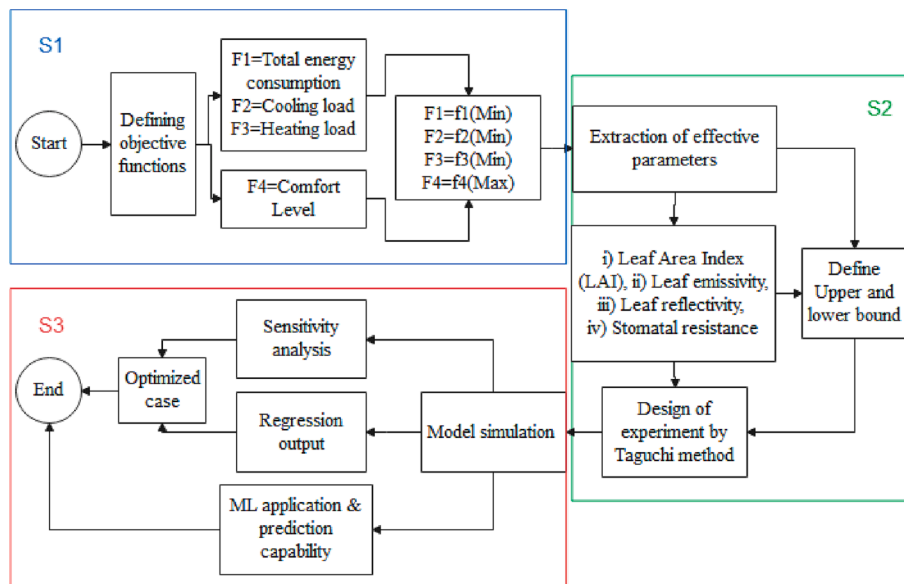 S1
Start
Defining
objective
functions
F1=Total energy
consumption
F2=Cooling load
F3=Heating load
F4=Comfort
Level
F1=f1(Min)
F2=f2(Min)
F3=f3(Min)
F4=f4(Max)
S2
Extraction of effective
parameters
i) Leaf Area Index
(LAI), ii) Leaf emissivity,
iii) Leaf reflectivity,
iv) Stomatal resistance
Define
Upper and
lower bound
Design of
experiment by
Taguchi method
S3
Model simulation
Sensitivity
analysis
Regression
output
ML application &
prediction
capability
Optimized
case
End